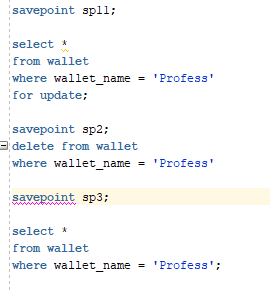 savepoint sp11;
select *
from wallet
where wallet_name = 'Profess'
for update;
savepoint sp2;
delete from wallet
where wallet_name = 'Profess'
savepoint sp3;
select *
from wallet
where wallet_name = 'Profess';